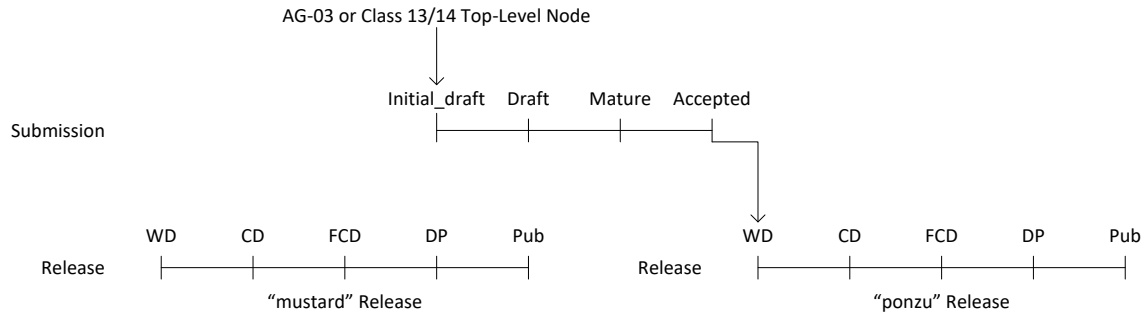 AG-03 or Class 13/14 Top-Level Node
Initial_draft Draft Mature Accepted
Submission
WD CD FCD DP Pub WD CD FCD DP Pub
Release Release
“mustard” Release “ponzu” Release